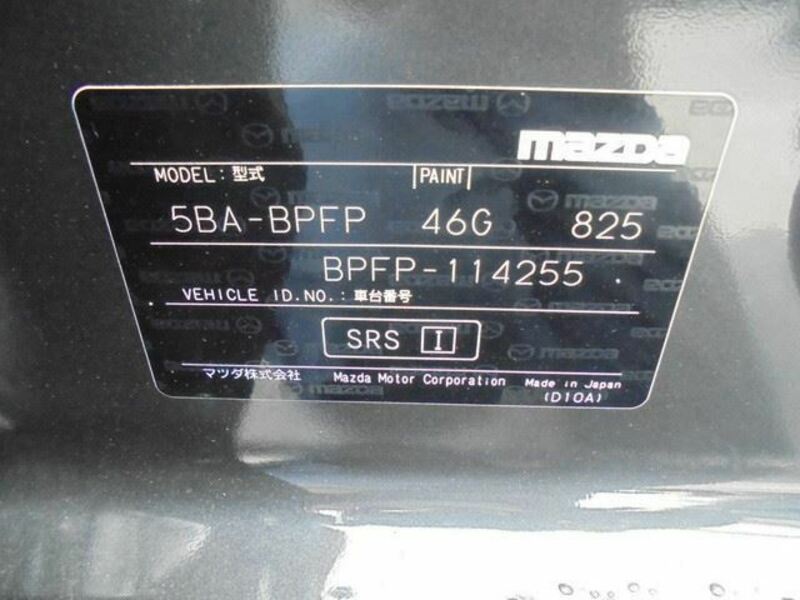 mazda
MODEL : 型式 PAINT
5BA-BPFP 46G 825
BPFP-114255
VEHICLE ID.NO. : 車台番号
SRS I
マツダ株式会社 Mazda Motor Corporation Made in Japan
(D10A)